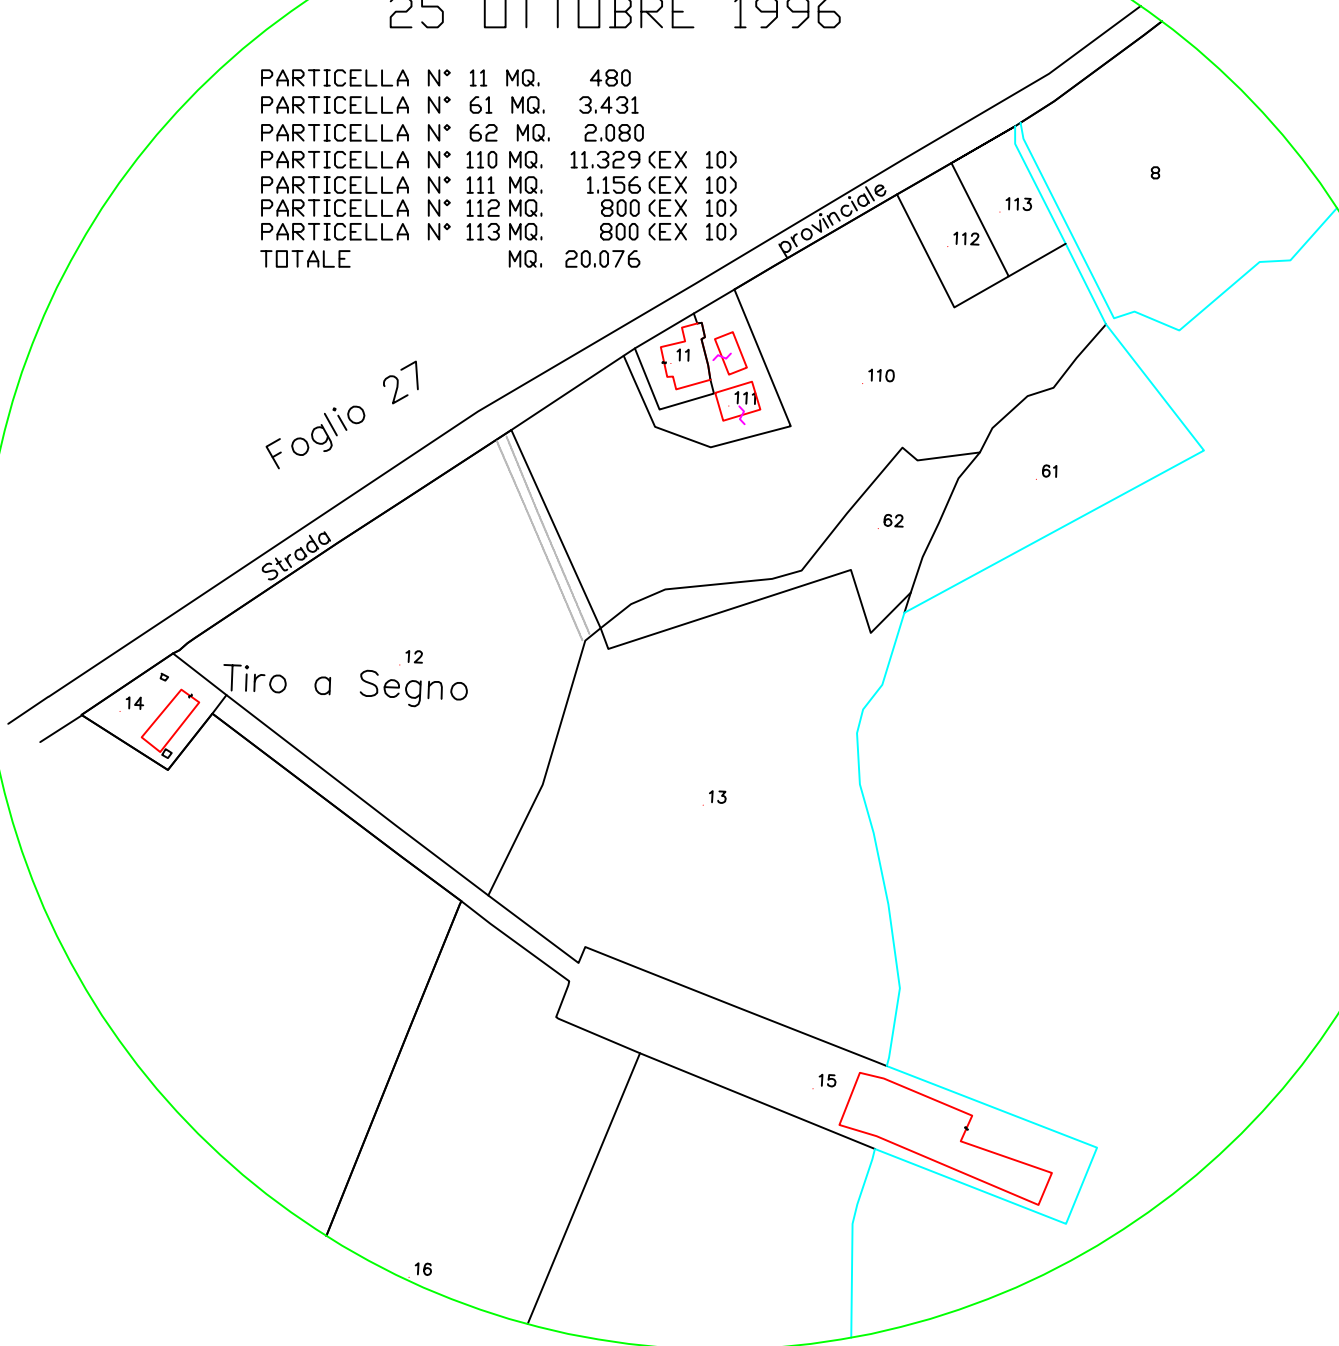 25 OTTOBRE 1996
PARTICELLA N° 11 MQ. 480
PARTICELLA N° 61 MQ. 3.431
PARTICELLA N° 62 MQ. 2.080
PARTICELLA N° 110 MQ. 11.329 (EX 10)
PARTICELLA N° 111 MQ. 1.156 (EX 10)
PARTICELLA N° 112 MQ. 800 (EX 10)
PARTICELLA N° 113 MQ. 800 (EX 10)
TOTALE MQ. 20.076
8
provinciale
113
112
11
110
111
Foglio 27
61
62
Strada
12
Tiro a Segno
14
13
15
16